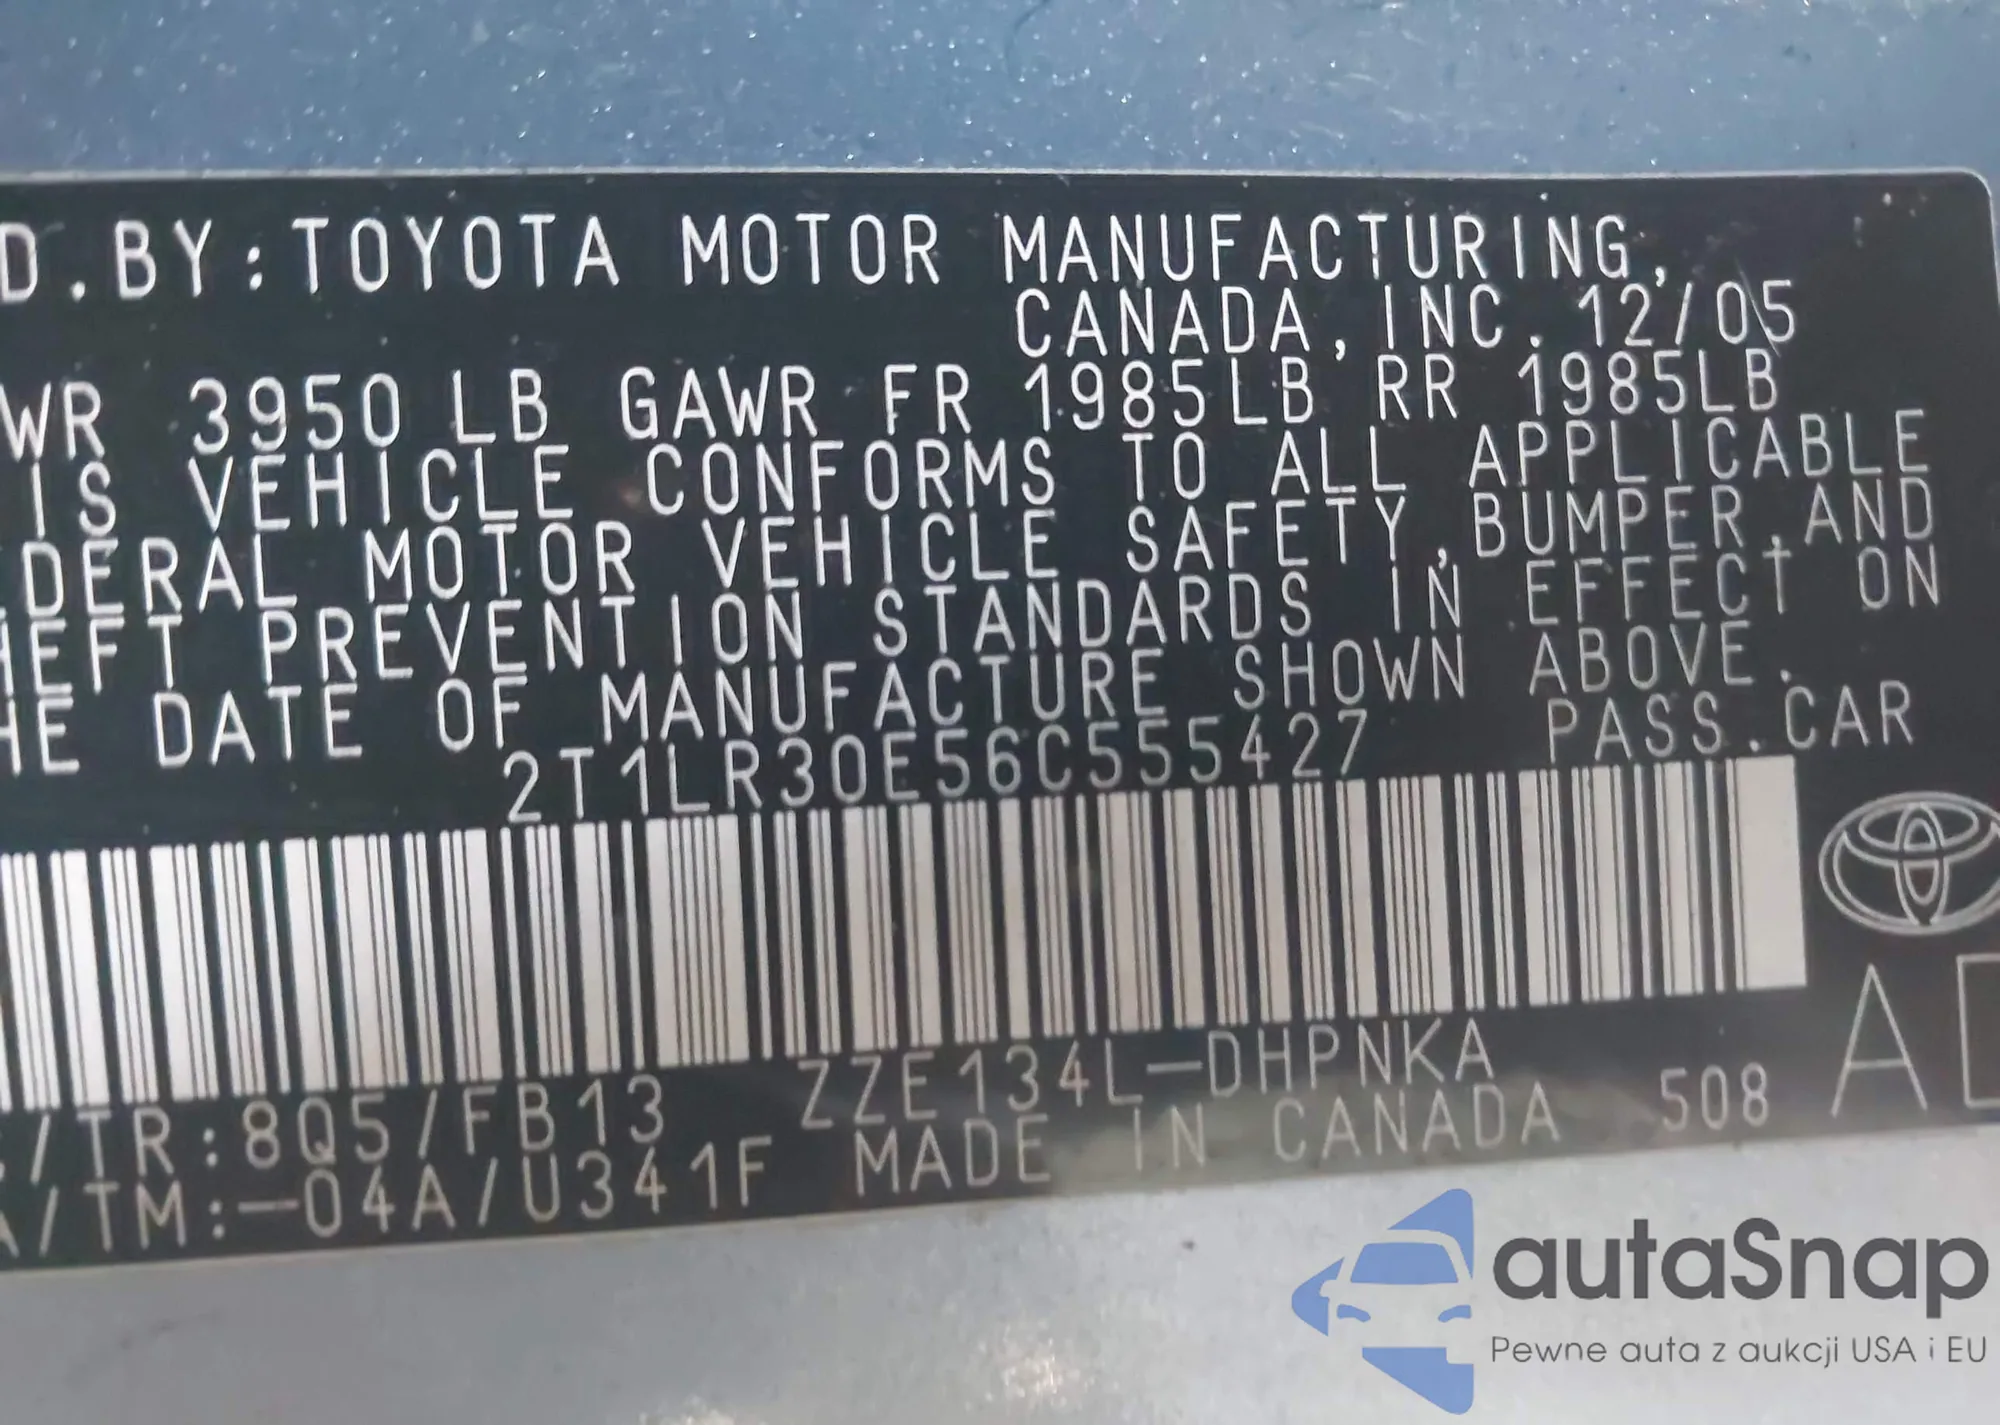 D.BY:TOYOTA MOTOR MANUFACTURING,
CANADA, INC. 12/05
WR 3950 LB GAWR FR 1985LB RR 1985LB
IS VEHICLE CONFORMS TO ALL APPLICABLE
DERAL MOTOR VEHICLE SAFETY, BUMPER, AND
HEFT PREVENTION STANDARDS IN EFFECT ON
HE DATE OF MANUFACTURE SHOWN ABOVE.
2T1LR30E56C555427 PASS.CAR
/TR:8Q5/FB13 ZZE134L-DHPNKA
A/TM:-04A/U341F MADE IN CANADA 508
A
autaSnap
Pewne auta z aukcji USA i EU